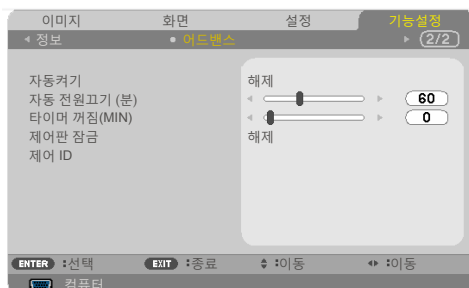 이미지 화면 설정 기능설정
정보 어드밴스 2/2
자동켜기 해제
자동 전원끄기 (분) 60
타이머 꺼짐(MIN) 0
제어판 잠금 해제
제어 ID
ENTER :선택 EXIT :종료 :이동 :이동
컴퓨터